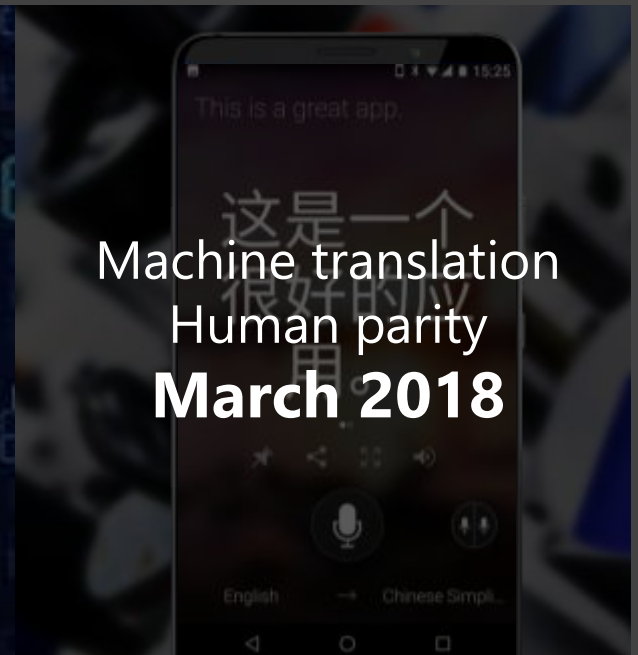 15:25
This is a great app.
这是一个
Machine translation
很好的应
Human parity
用。
March 2018
English → Chinese Simpli...